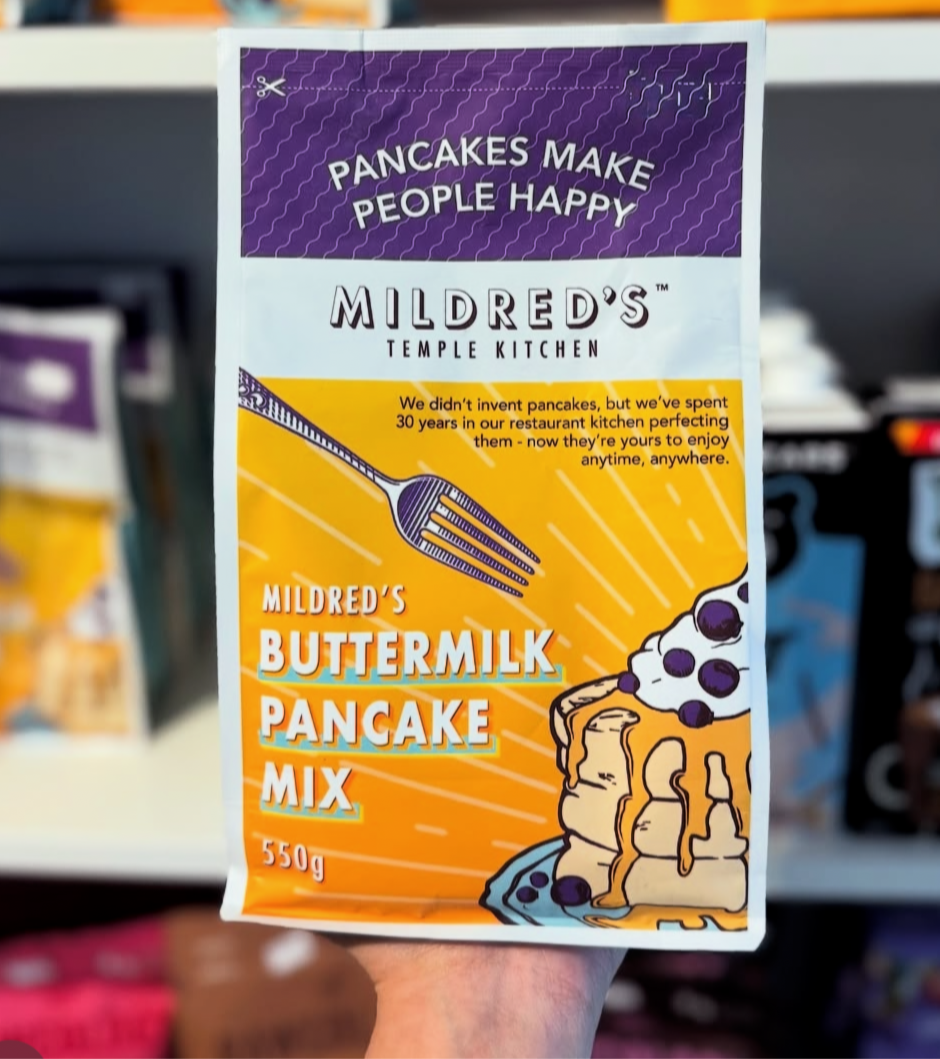 PANCAKES MAKE
PEOPLE HAPPY
MILDRED'S™
TEMPLE KITCHEN
We didn't invent pancakes, but we've spent
30 years in our restaurant kitchen perfecting
them - now they're yours to enjoy
anytime, anywhere.
MILDRED'S
BUTTERMILK
PANCAKE
MIX
550g